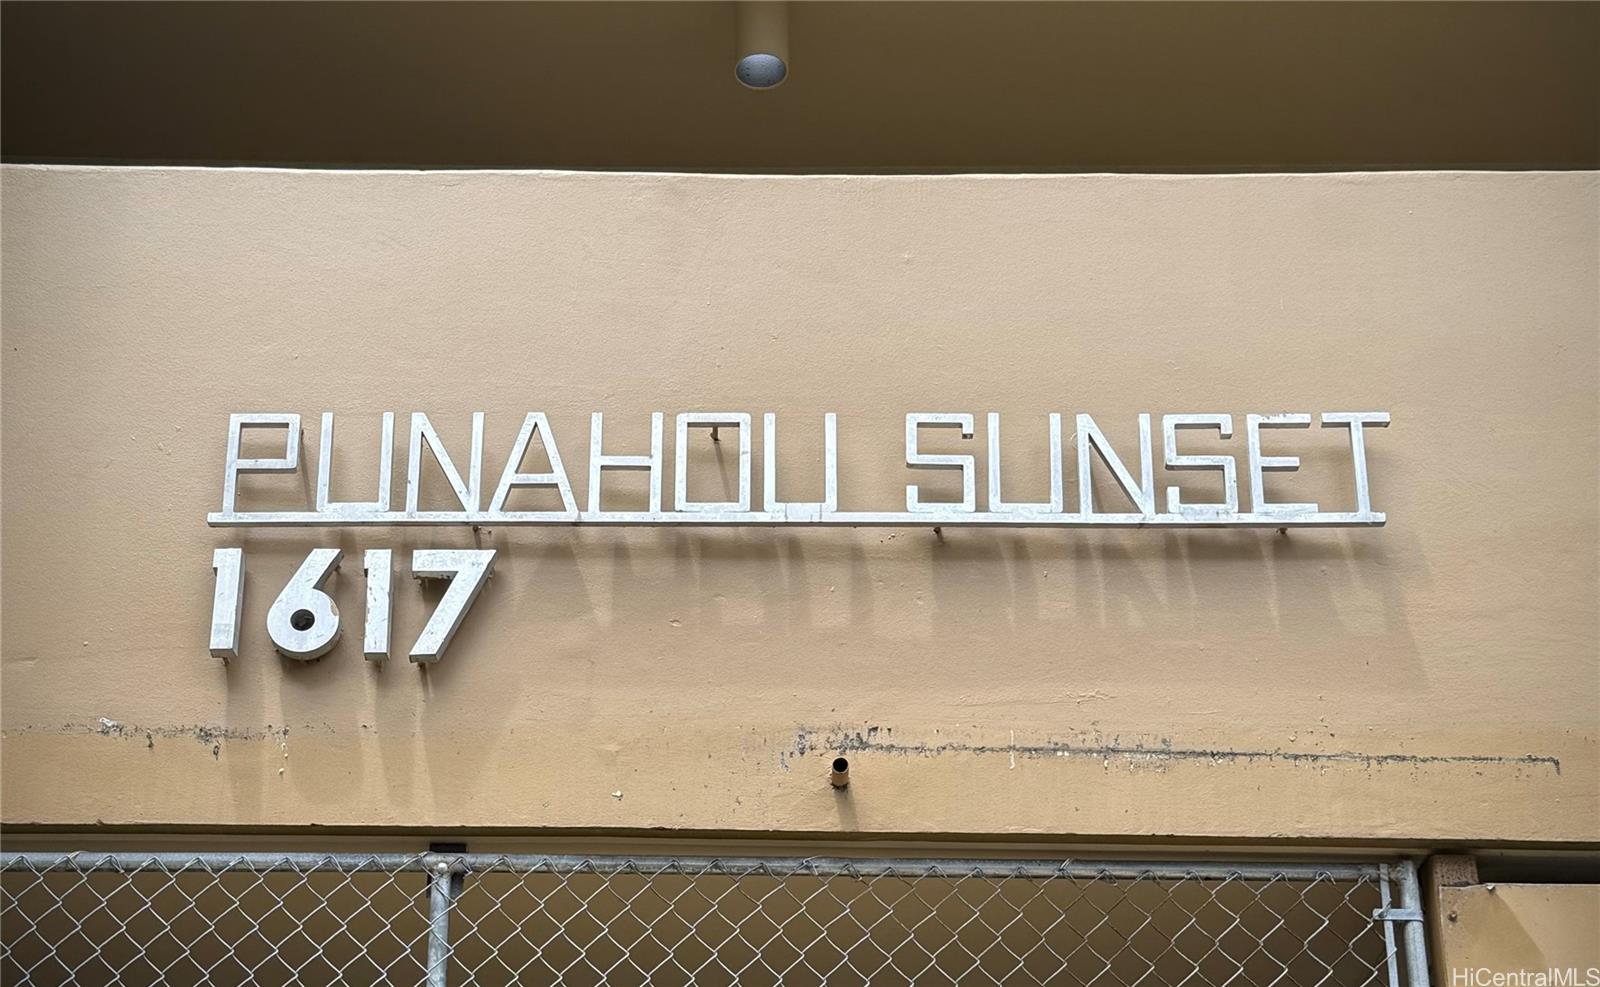 PUNAHOU SUNSET
1617
HiCentralMLS